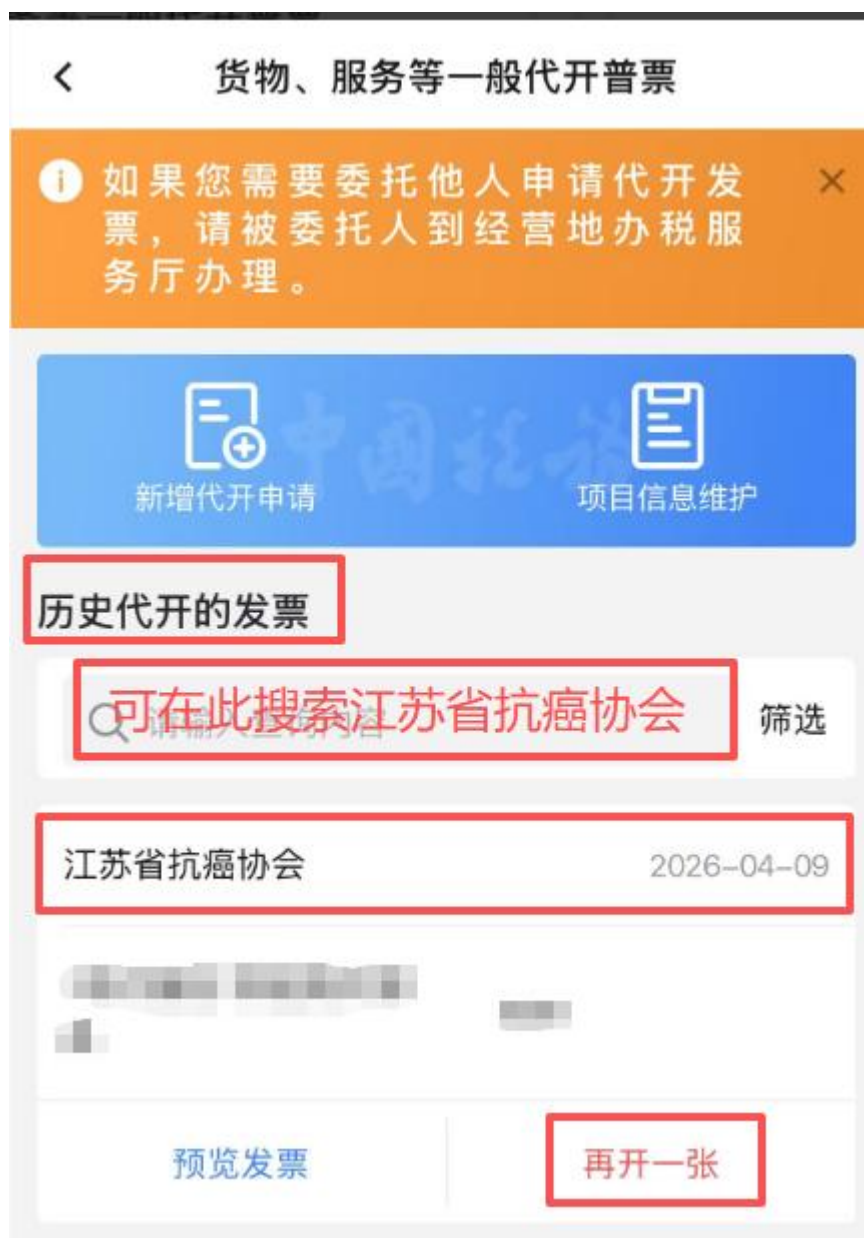 货物、服务等一般代开普票
如果您需要委托他人申请代开发
票，请被委托人到经营地办税服
务厅办理。
中国税务
新增代开申请
项目信息维护
历史代开的发票
可在此搜索江苏省抗癌协会
筛选
江苏省抗癌协会
2026-04-09
预览发票
再开一张